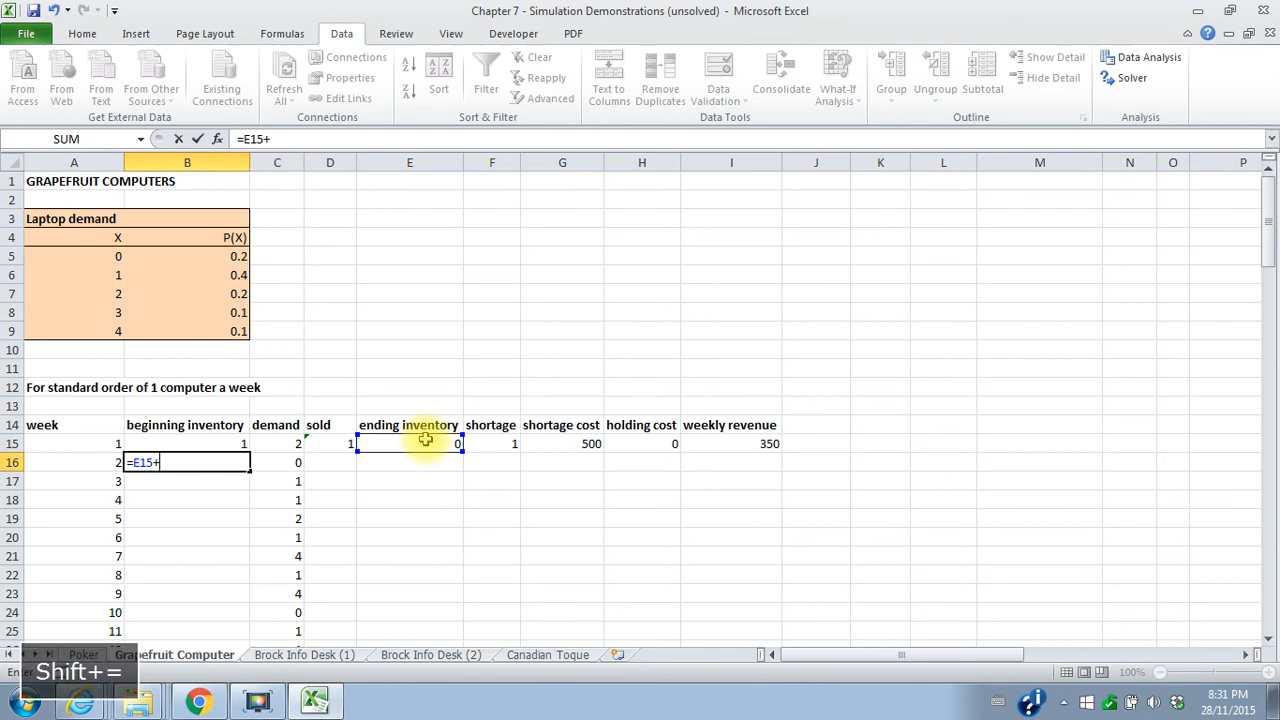 Chapter 7 - Simulation Demonstrations (unsolved) - Microsoft Excel
File Home Insert Page Layout Formulas Data Review View Developer PDF
From Access From Web From Text From Other Sources Existing Connections Refresh All Connections Properties Edit Links Sort Filter Clear Reapply Advanced Text to Columns Remove Duplicates Data Validation Consolidate What-If Analysis Group Ungroup Subtotal Show Detail Hide Detail Data Analysis Solver
Get External Data Connections Sort & Filter Data Tools Outline Analysis
SUM fx =E15+
A B C D E F G H I J K L M N O P
1 GRAPEFRUIT COMPUTERS
2
3 Laptop demand
4 X P(X)
5 0 0.2
6 1 0.4
7 2 0.2
8 3 0.1
9 4 0.1
10
11
12 For standard order of 1 computer a week
13
14 week beginning inventory demand sold ending inventory shortage shortage cost holding cost weekly revenue
15 1 1 2 1 0 1 500 0 350
16 2 =E15+ 0
17 3 1
18 4 1
19 5 2
20 6 1
21 7 4
22 8 1
23 9 4
24 10 0
25 11 1
Poker Grapefruit Computer Brock Info Desk (1) Brock Info Desk (2) Canadian Toque
Shift+=
100%
8:31 PM
28/11/2015